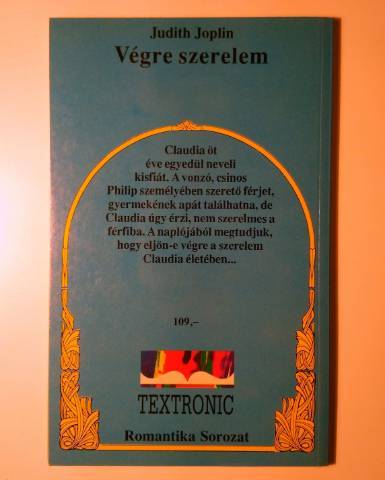 Judith Joplin
Végre szerelem
Claudia öt
éve egyedül neveli
kisfiát. A vonzó, csinos
Philip személyében szerető férjet,
gyermekének apát találhatna, de
Claudia úgy érzi, nem szerelmes a
férfiba. A naplójából megtudjuk,
hogy eljön-e végre a szerelem
Claudia életében...
109,–
TEXTRONIC
Romantika Sorozat